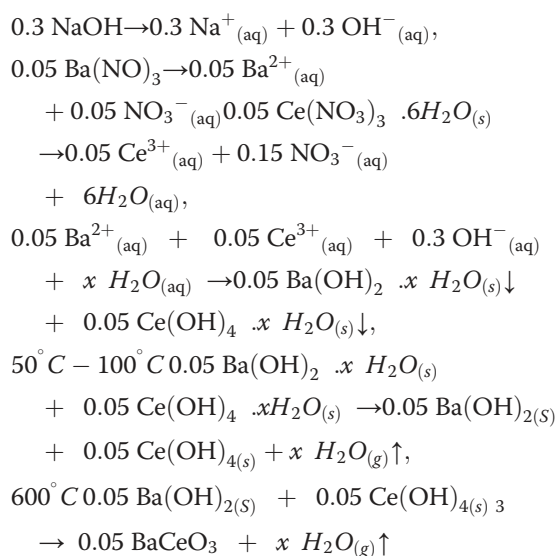 0.3 NaOH→0.3 Na⁺(aq) + 0.3 OH⁻(aq),
0.05 Ba(NO)₃→0.05 Ba²⁺(aq)
+ 0.05 NO₃⁻(aq)0.05 Ce(NO₃)₃ .6H₂O(s)
→0.05 Ce³⁺(aq) + 0.15 NO₃⁻(aq)
+ 6H₂O(aq),
0.05 Ba²⁺(aq) + 0.05 Ce³⁺(aq) + 0.3 OH⁻(aq)
+ x H₂O(aq) →0.05 Ba(OH)₂ .x H₂O(s)↓
+ 0.05 Ce(OH)₄ .x H₂O(s)↓,
50°C – 100°C 0.05 Ba(OH)₂ .x H₂O(s)
+ 0.05 Ce(OH)₄ .xH₂O(s) →0.05 Ba(OH)₂(S)
+ 0.05 Ce(OH)₄(s) + x H₂O(g)↑,
600°C 0.05 Ba(OH)₂(S) + 0.05 Ce(OH)₄(s) 3
→ 0.05 BaCeO₃ + x H₂O(g)↑